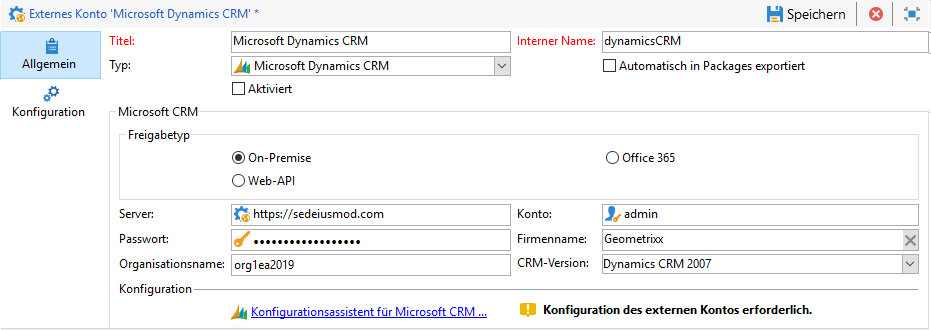 Externes Konto 'Microsoft Dynamics CRM' *
Speichern
Allgemein
Konfiguration
Titel: Microsoft Dynamics CRM Interner Name: dynamicsCRM
Typ: Microsoft Dynamics CRM Automatisch in Packages exportiert
Aktiviert
Microsoft CRM
Freigabetyp
On-Premise Office 365
Web-API
Server: https://sedeiusmod.com Konto: admin
Passwort: •••••••••••••••••• Firmenname: Geometrixx
Organisationsname: org1ea2019 CRM-Version: Dynamics CRM 2007
Konfiguration
Konfigurationsassistent für Microsoft CRM ... Konfiguration des externen Kontos erforderlich.